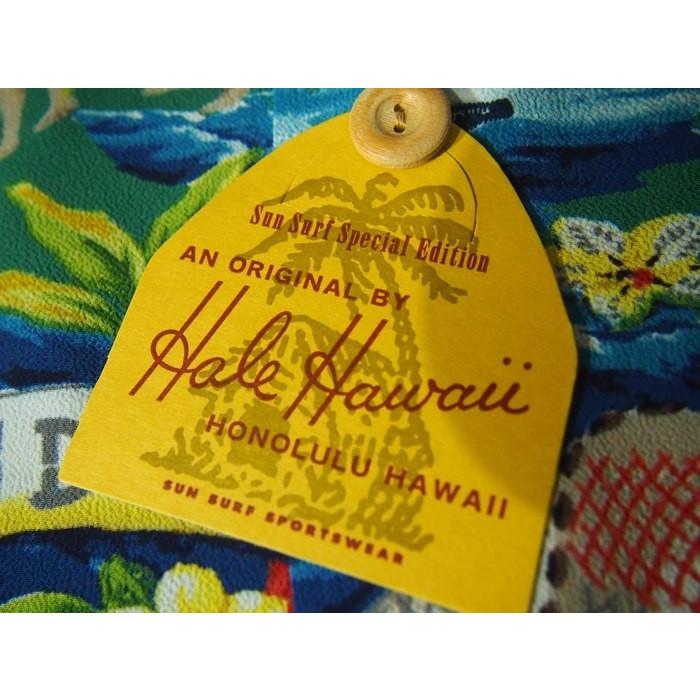 Sun Surf Special Edition
AN ORIGINAL BY
Hale Hawaii
HONOLULU HAWAII
SUN SURF SPORTSWEAR
D